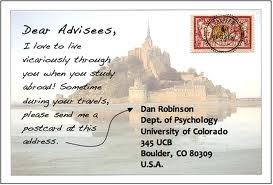 Dear Advisees,
I love to live
vicariously through
you when you study
abroad! Sometime
during your travels,
please send me a
postcard at this
address.
Dan Robinson
Dept. of Psychology
University of Colorado
345 UCB
Boulder, CO 80309
U.S.A.